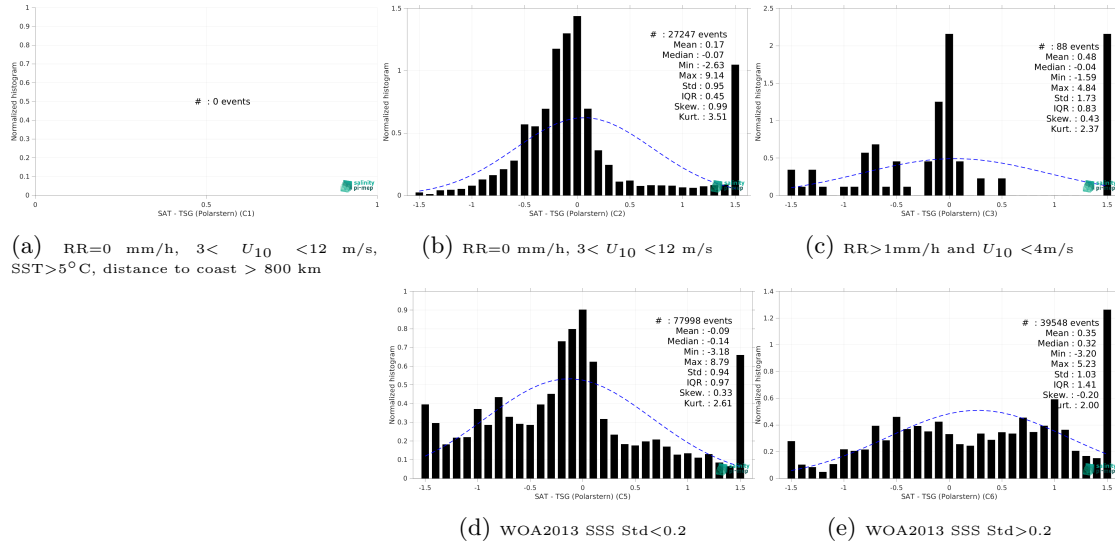 Normalized histogram
1
0.9
0.8
0.7
0.6
0.5
0.4
0.3
0.2
0.1
0
# : 0 events
salinity
pi-mep
0
0.5
1
SAT - TSG (Polarstern) (C1)
(a) RR=0 mm/h, 3< U10 <12 m/s,
SST>5°C, distance to coast > 800 km
Normalized histogram
1.5
1
0.5
0
# : 27247 events
Mean : 0.17
Median : -0.07
Min : -2.63
Max : 9.14
Std : 0.95
IQR : 0.45
Skew. : 0.99
Kurt. : 3.51
-1.5
-1
-0.5
0
0.5
1
1.5
SAT - TSG (Polarstern) (C2)
(b) RR=0 mm/h, 3< U10 <12 m/s
Normalized histogram
2.5
2
1.5
1
0.5
0
# : 88 events
Mean : 0.48
Median : -0.04
Min : -1.59
Max : 4.84
Std : 1.73
IQR : 0.83
Skew. : 0.43
Kurt. : 2.37
-1.5
-1
-0.5
0
0.5
1
1.5
SAT - TSG (Polarstern) (C3)
(c) RR>1mm/h and U10 <4m/s
Normalized histogram
1
0.9
0.8
0.7
0.6
0.5
0.4
0.3
0.2
0.1
0
# : 77998 events
Mean : -0.09
Median : -0.14
Min : -3.18
Max : 8.79
Std : 0.94
IQR : 0.97
Skew. : 0.33
Kurt. : 2.61
-1.5
-1
-0.5
0
0.5
1
1.5
SAT - TSG (Polarstern) (C5)
(d) WOA2013 SSS Std<0.2
Normalized histogram
1.4
1.2
1
0.8
0.6
0.4
0.2
0
# : 39548 events
Mean : 0.35
Median : 0.32
Min : -3.20
Max : 5.23
Std : 1.03
IQR : 1.41
Skew. : -0.20
Kurt. : 2.00
-1.5
-1
-0.5
0
0.5
1
1.5
SAT - TSG (Polarstern) (C6)
(e) WOA2013 SSS Std>0.2